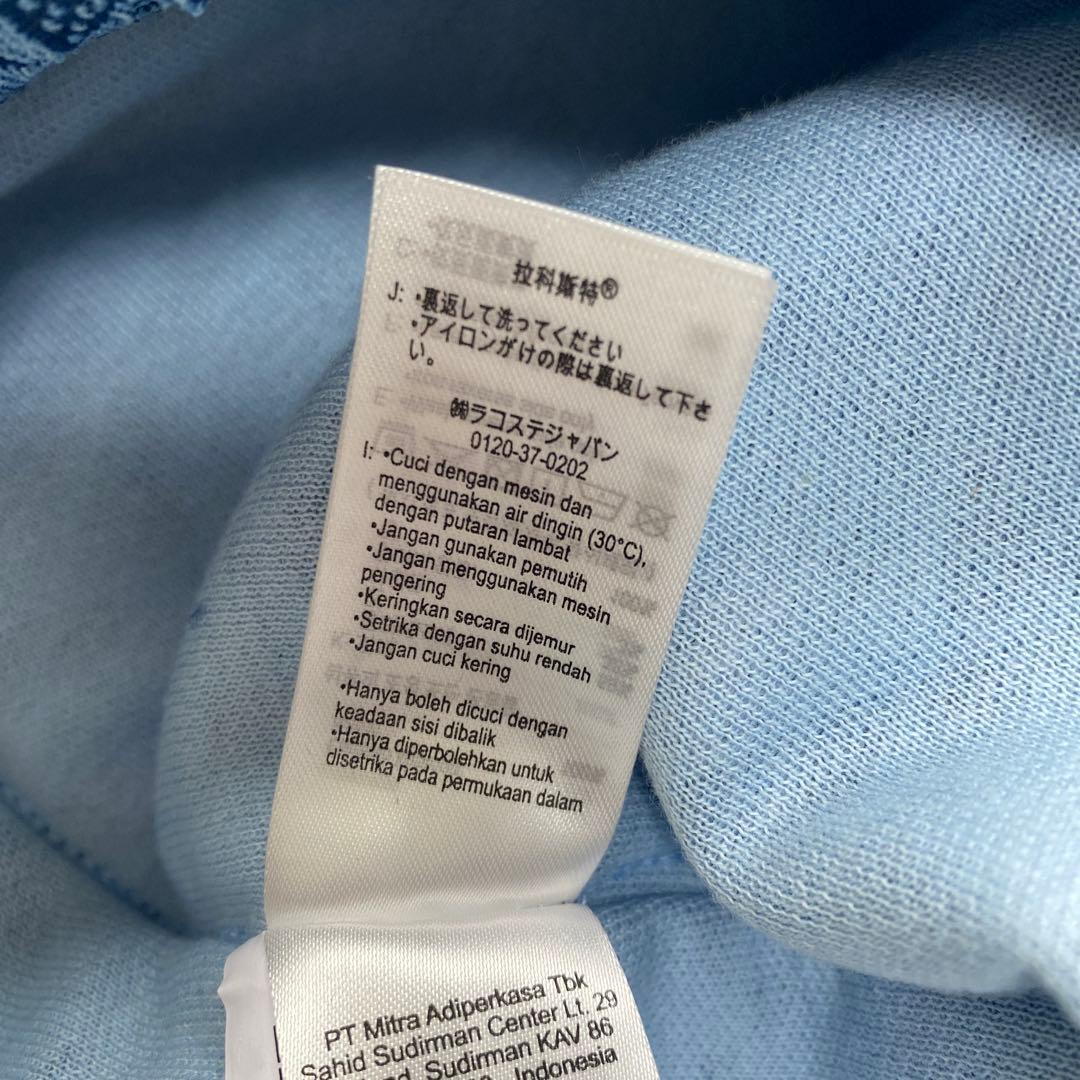 拉科斯特®
J: •裏返して洗ってください
•アイロンがけの際は裏返して下さ
い。
㈱ラコステジャパン
0120-37-0202
I: •Cuci dengan mesin dan
menggunakan air dingin (30°C),
dengan putaran lambat
•Jangan gunakan pemutih
•Jangan menggunakan mesin
pengering
•Keringkan secara dijemur
•Setrika dengan suhu rendah
•Jangan cuci kering
•Hanya boleh dicuci dengan
keadaan sisi dibalik
•Hanya diperbolehkan untuk
disetrika pada permukaan dalam
PT Mitra Adiperkasa Tbk
Sahid Sudirman Center Lt. 29
Sudirman KAV 86
Indonesia